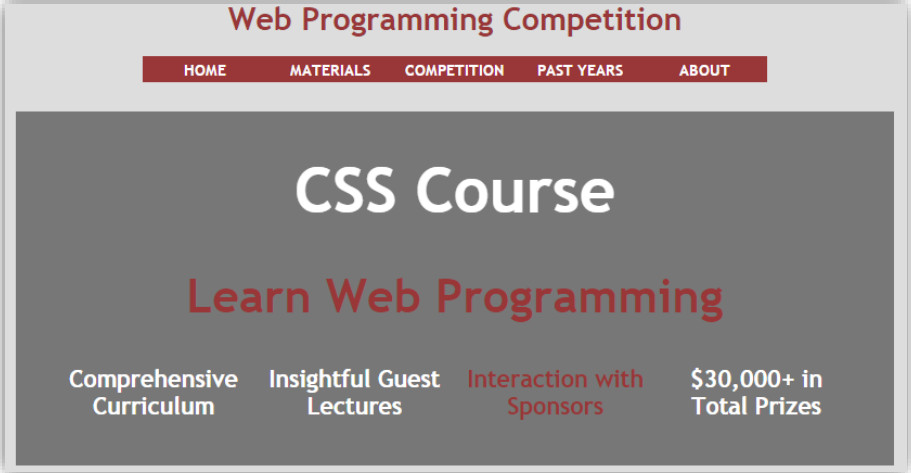 Web Programming Competition
HOME MATERIALS COMPETITION PAST YEARS ABOUT
CSS Course
Learn Web Programming
Comprehensive
Curriculum
Insightful Guest
Lectures
Interaction with
Sponsors
$30,000+ in
Total Prizes